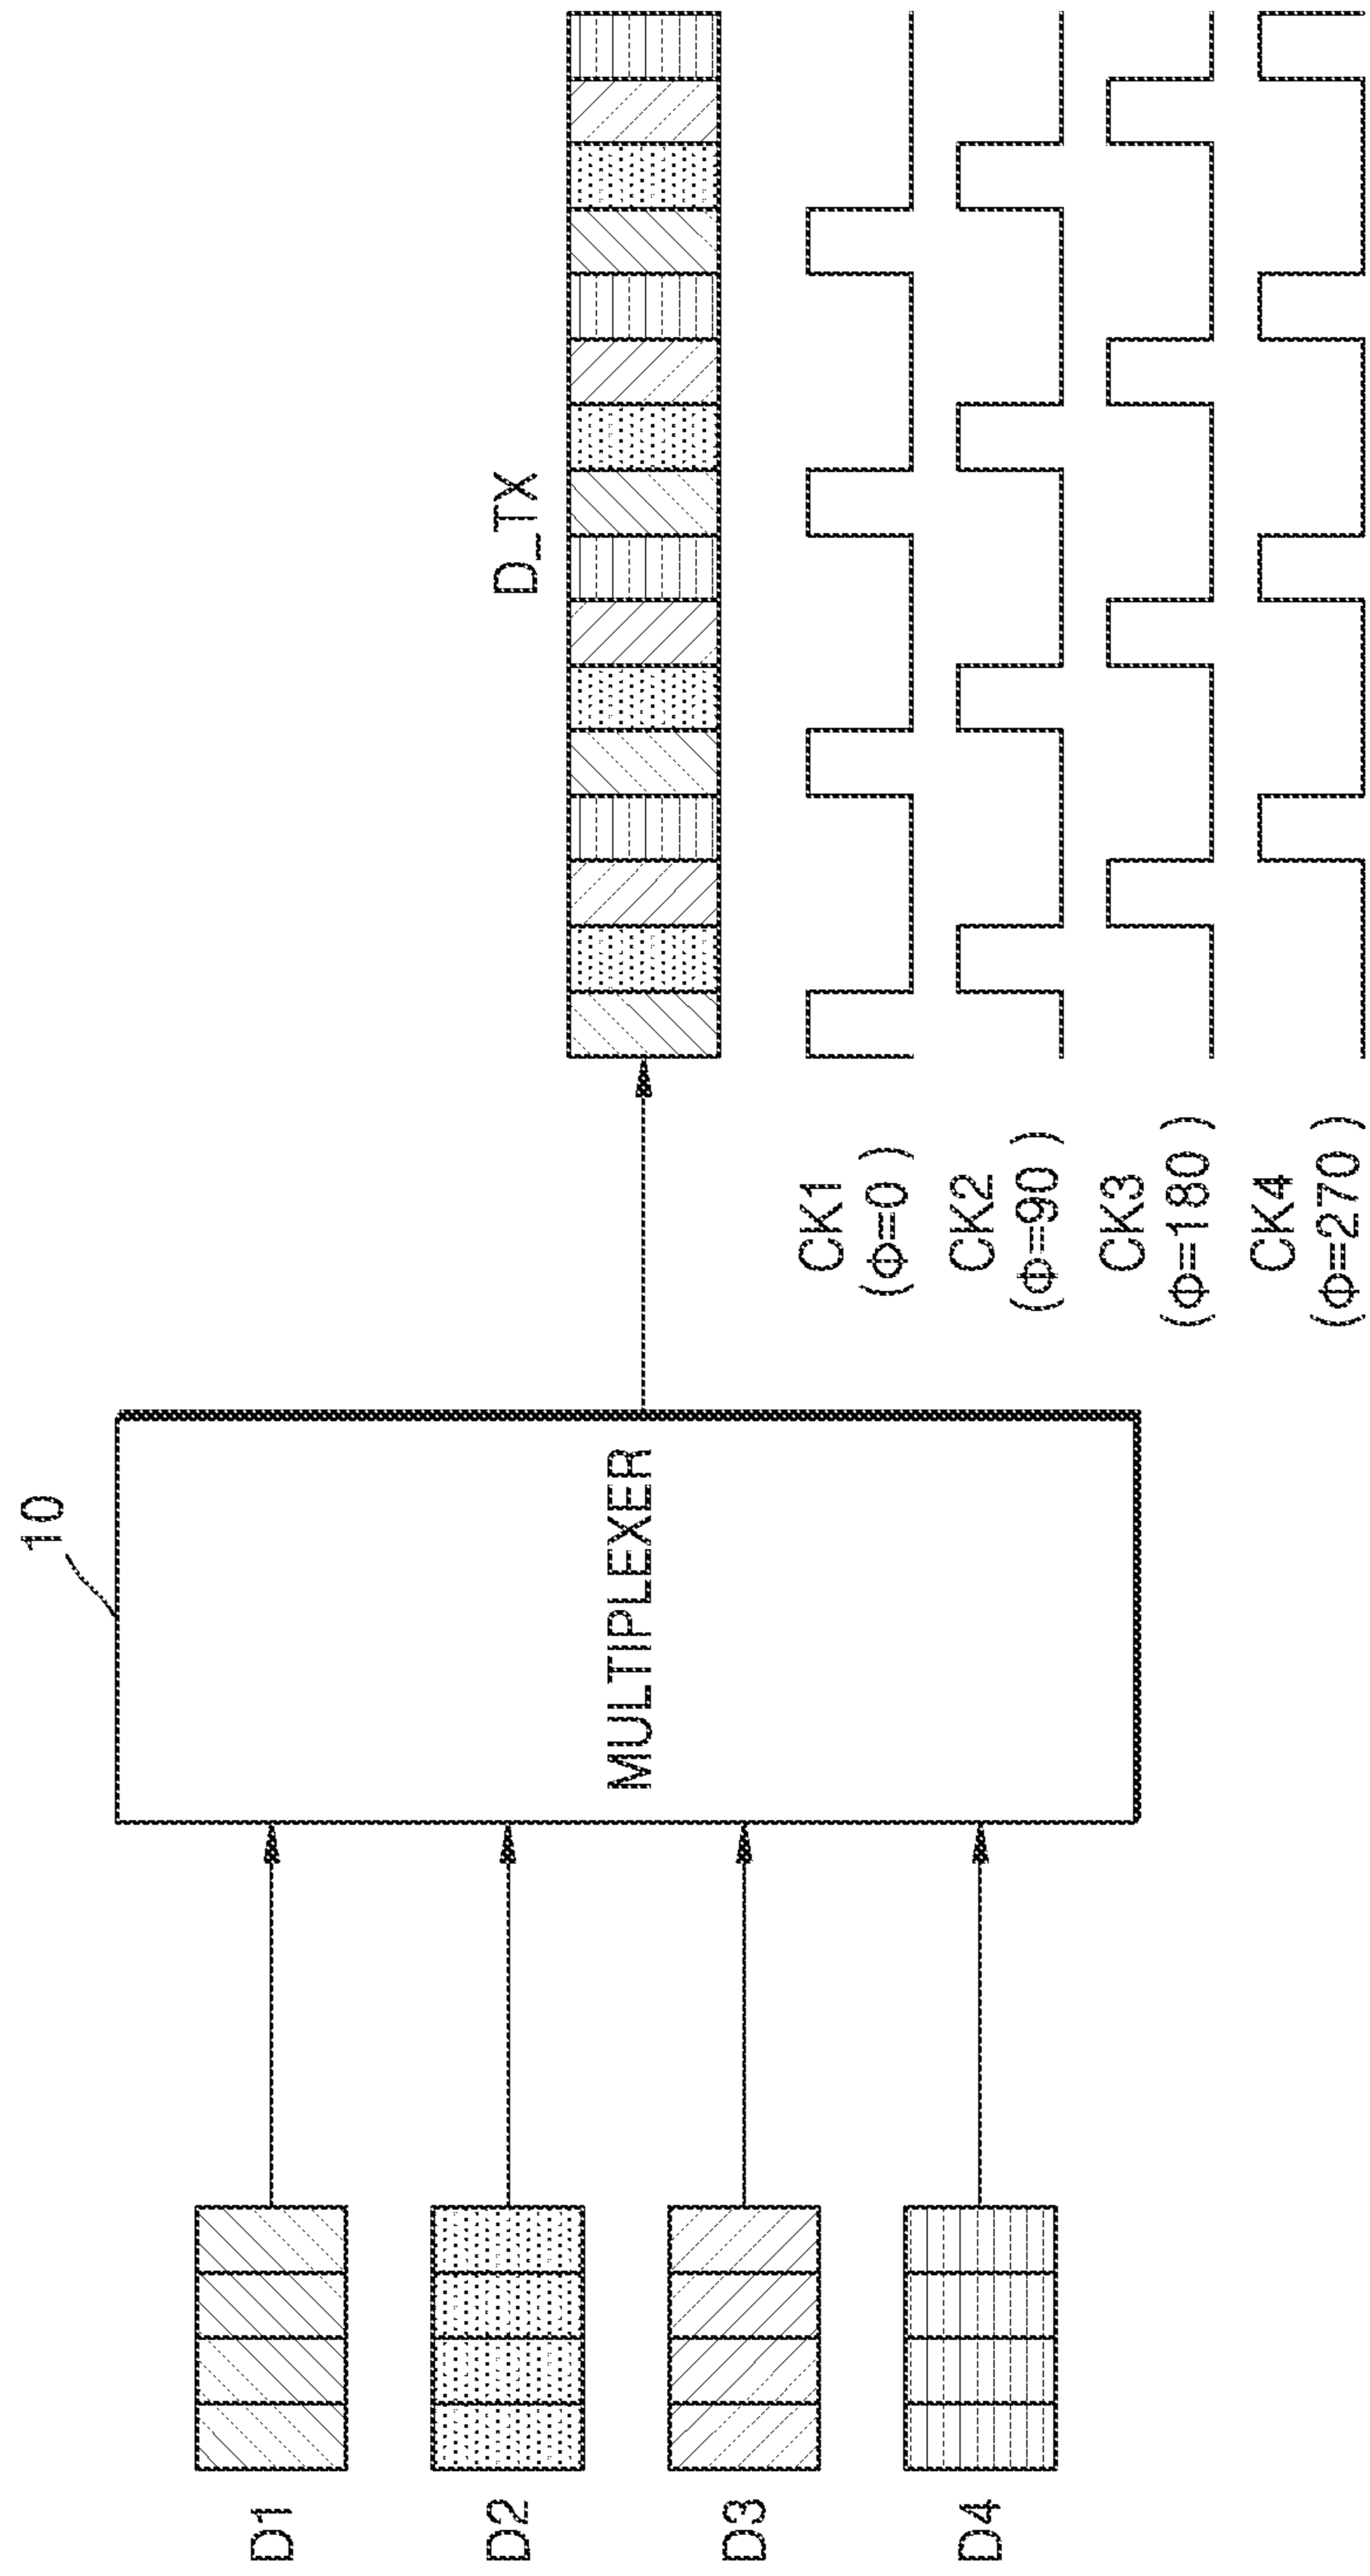 10
D1
D2
D3
D4
MULTIPLEXER
D_TX
CK1
(Φ=0 )
CK2
(Φ=90 )
CK3
(Φ=180 )
CK4
(Φ=270 )